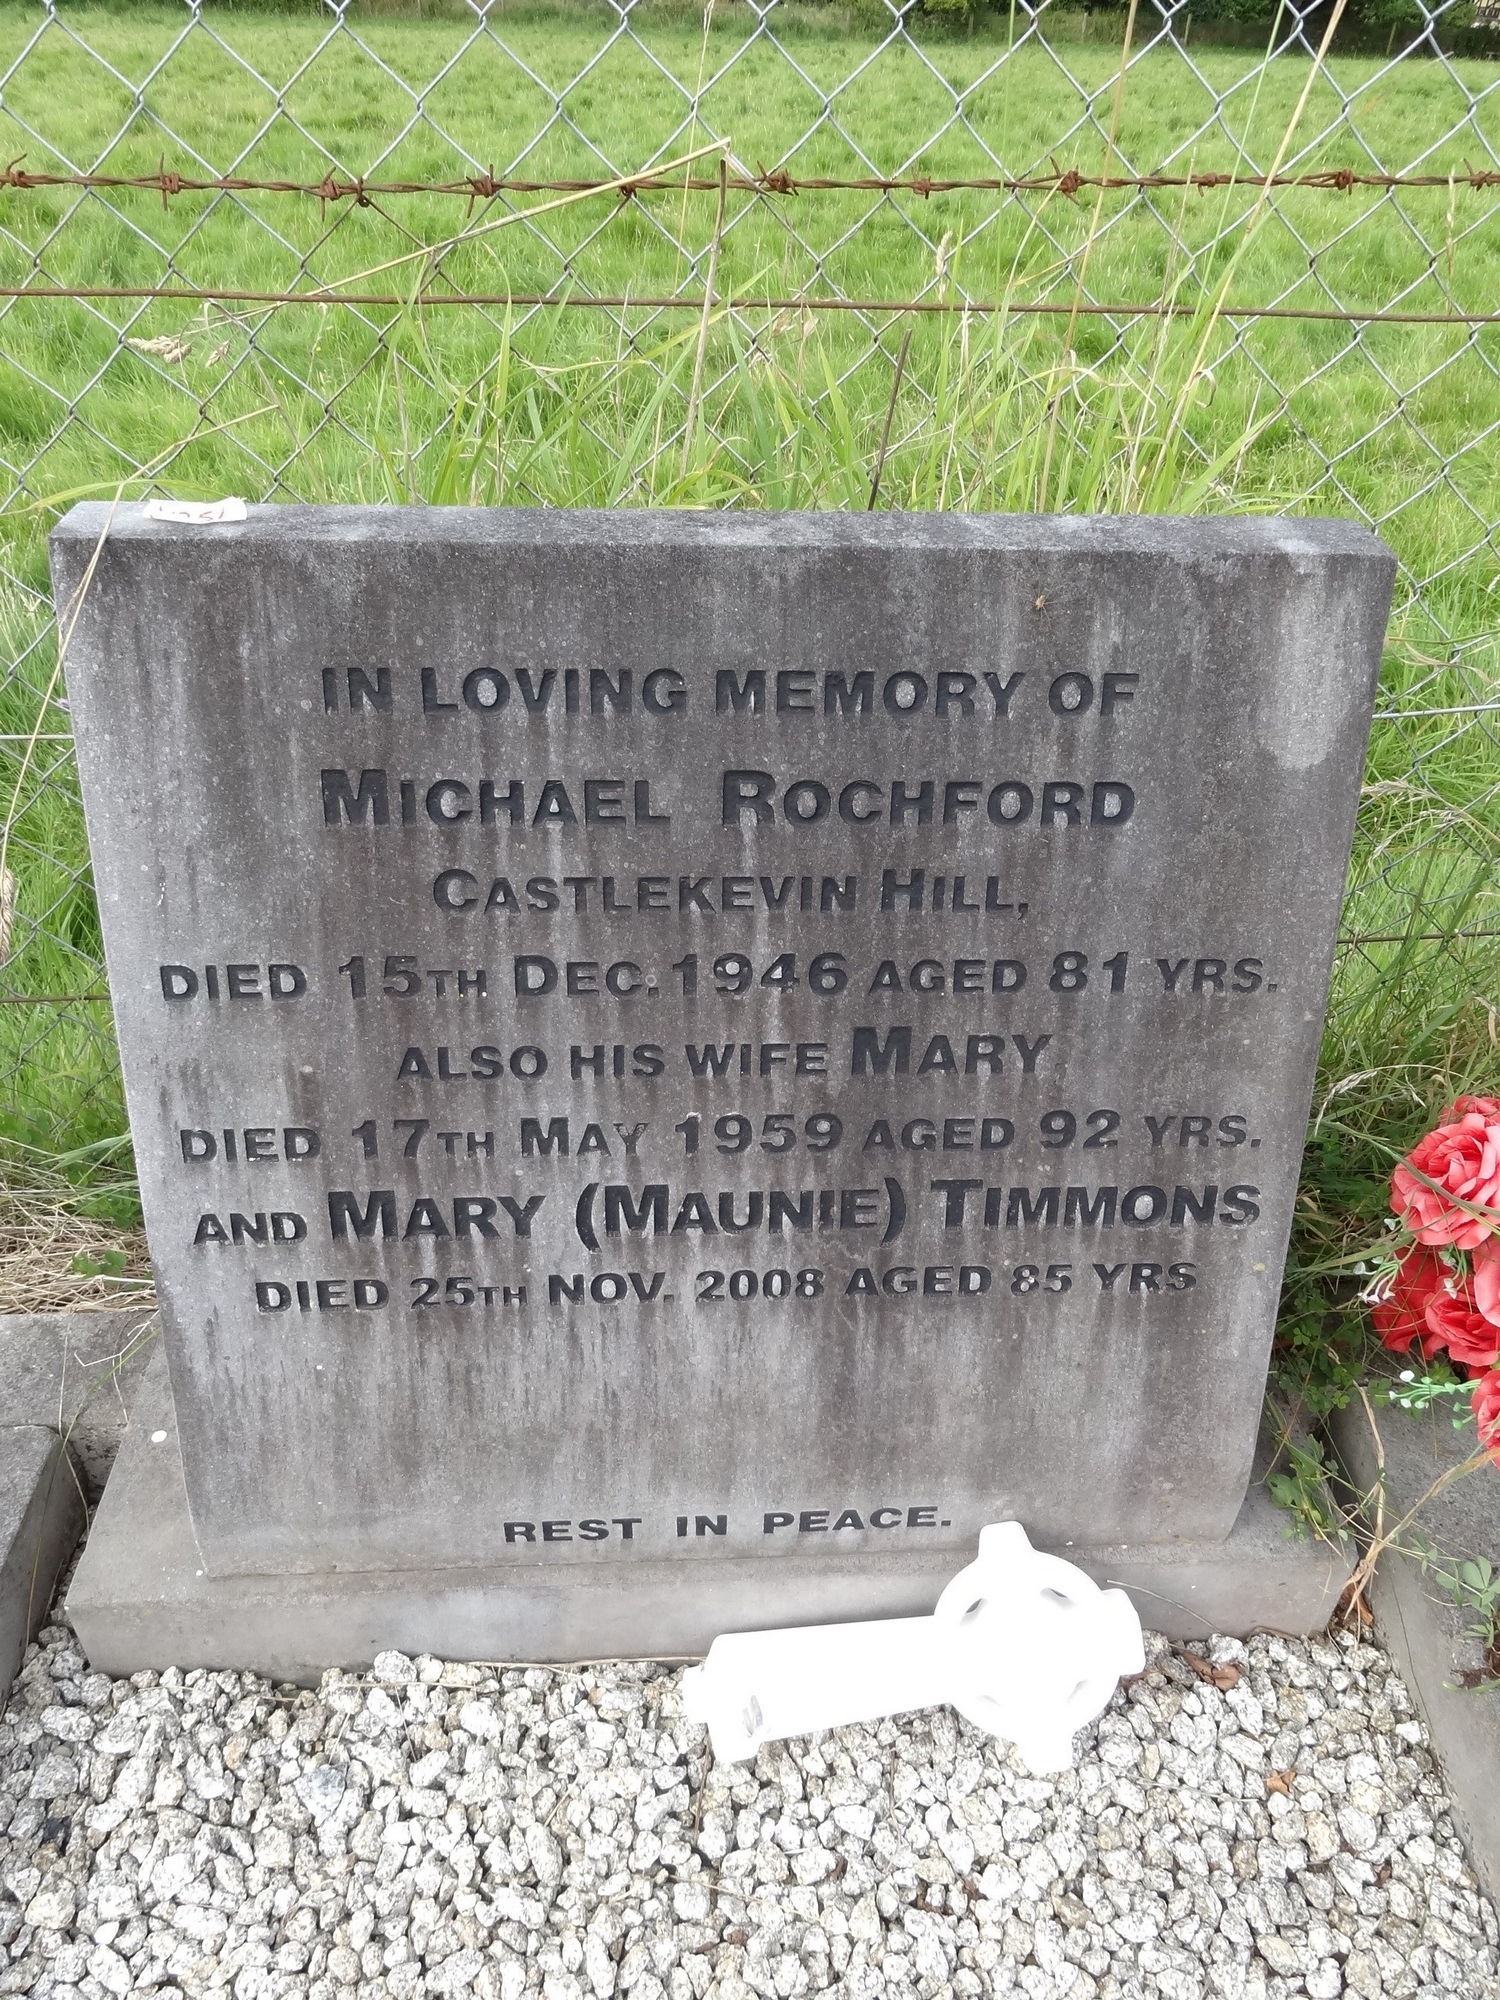 IN LOVING MEMORY OF
MICHAEL ROCHFORD
CASTLEKEVIN HILL,
DIED 15TH DEC. 1946 AGED 81 YRS.
ALSO HIS WIFE MARY
DIED 17TH MAY 1959 AGED 92 YRS.
AND MARY (MAUNIE) TIMMONS
DIED 25TH NOV. 2008 AGED 85 YRS
REST IN PEACE.